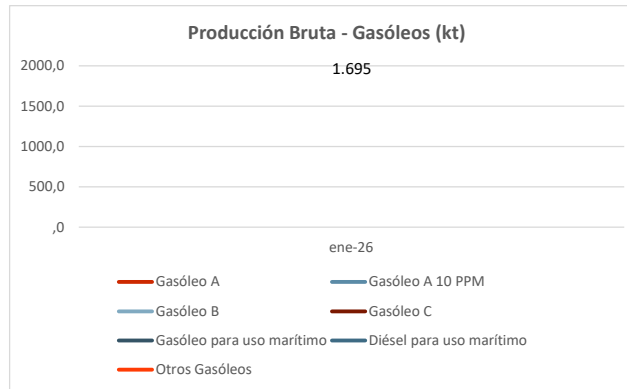 Producción Bruta - Gasóleos (kt)
1.695
2000,0
1500,0
1000,0
500,0
,0
ene-26
Gasóleo A
Gasóleo A 10 PPM
Gasóleo B
Gasóleo C
Gasóleo para uso marítimo
Diésel para uso marítimo
Otros Gasóleos